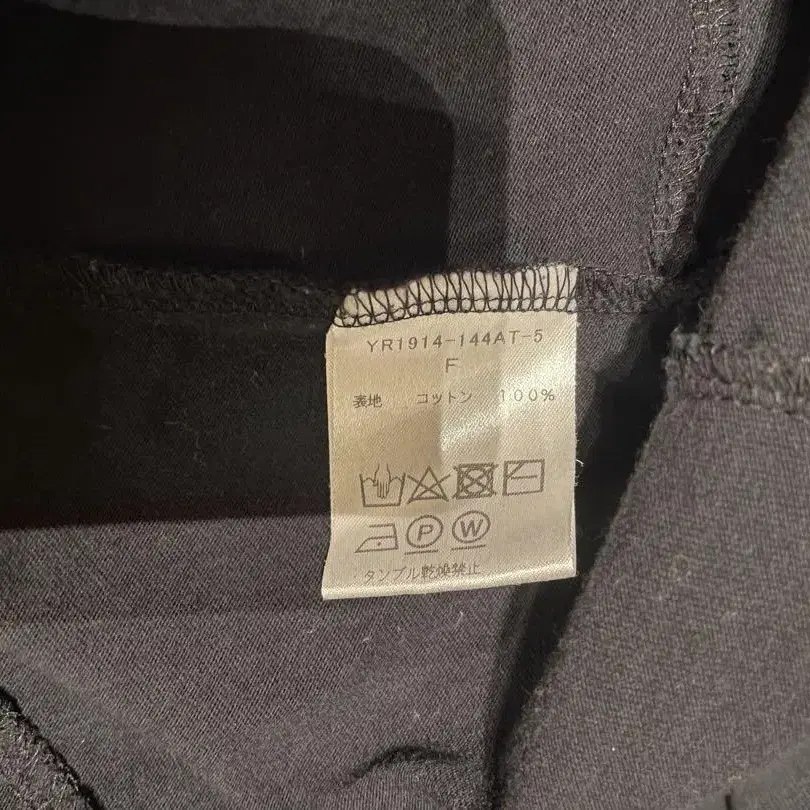 YR1914-144AT-5
F
表地 コットン 100%
P W
・タンブル乾燥禁止